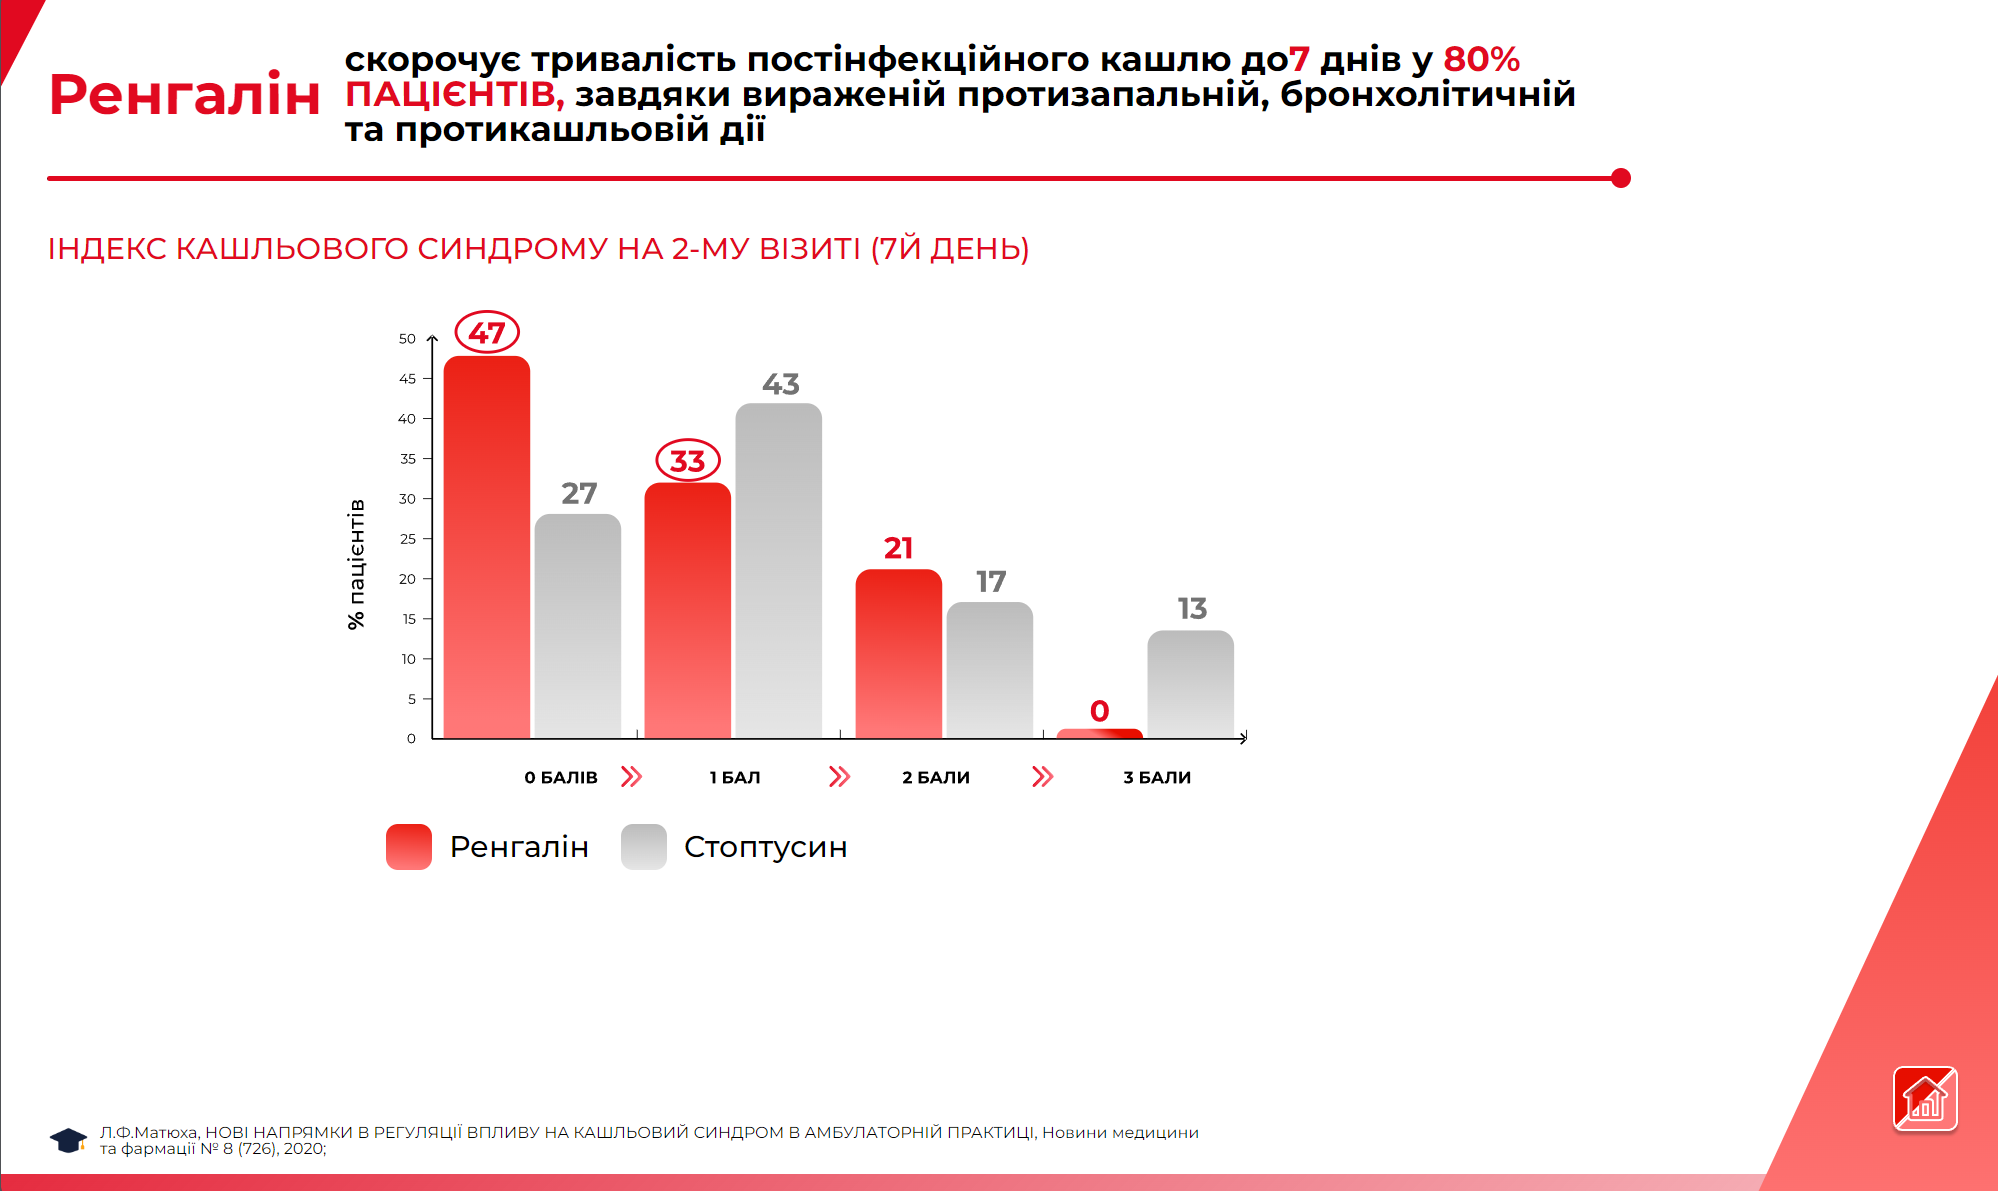 Ренгалін
скорочує тривалість постінфекційного кашлю до7 днів у 80%
ПАЦІЄНТІВ, завдяки вираженій протизапальній, бронхолітичній
та протикашльовій дії
ІНДЕКС КАШЛЬОВОГО СИНДРОМУ НА 2-МУ ВІЗИТІ (7Й ДЕНЬ)
% пацієнтів
50
45
40
35
30
25
20
15
10
5
0
47
27
33
43
21
17
0
13
0 БАЛІВ
1 БАЛ
2 БАЛИ
3 БАЛИ
Ренгалін
Стоптусин
Л.Ф.Матюха, НОВІ НАПРЯМКИ В РЕГУЛЯЦІЇ ВПЛИВУ НА КАШЛЬОВИЙ СИНДРОМ В АМБУЛАТОРНІЙ ПРАКТИЦІ, Новини медицини
та фармації № 8 (726), 2020;